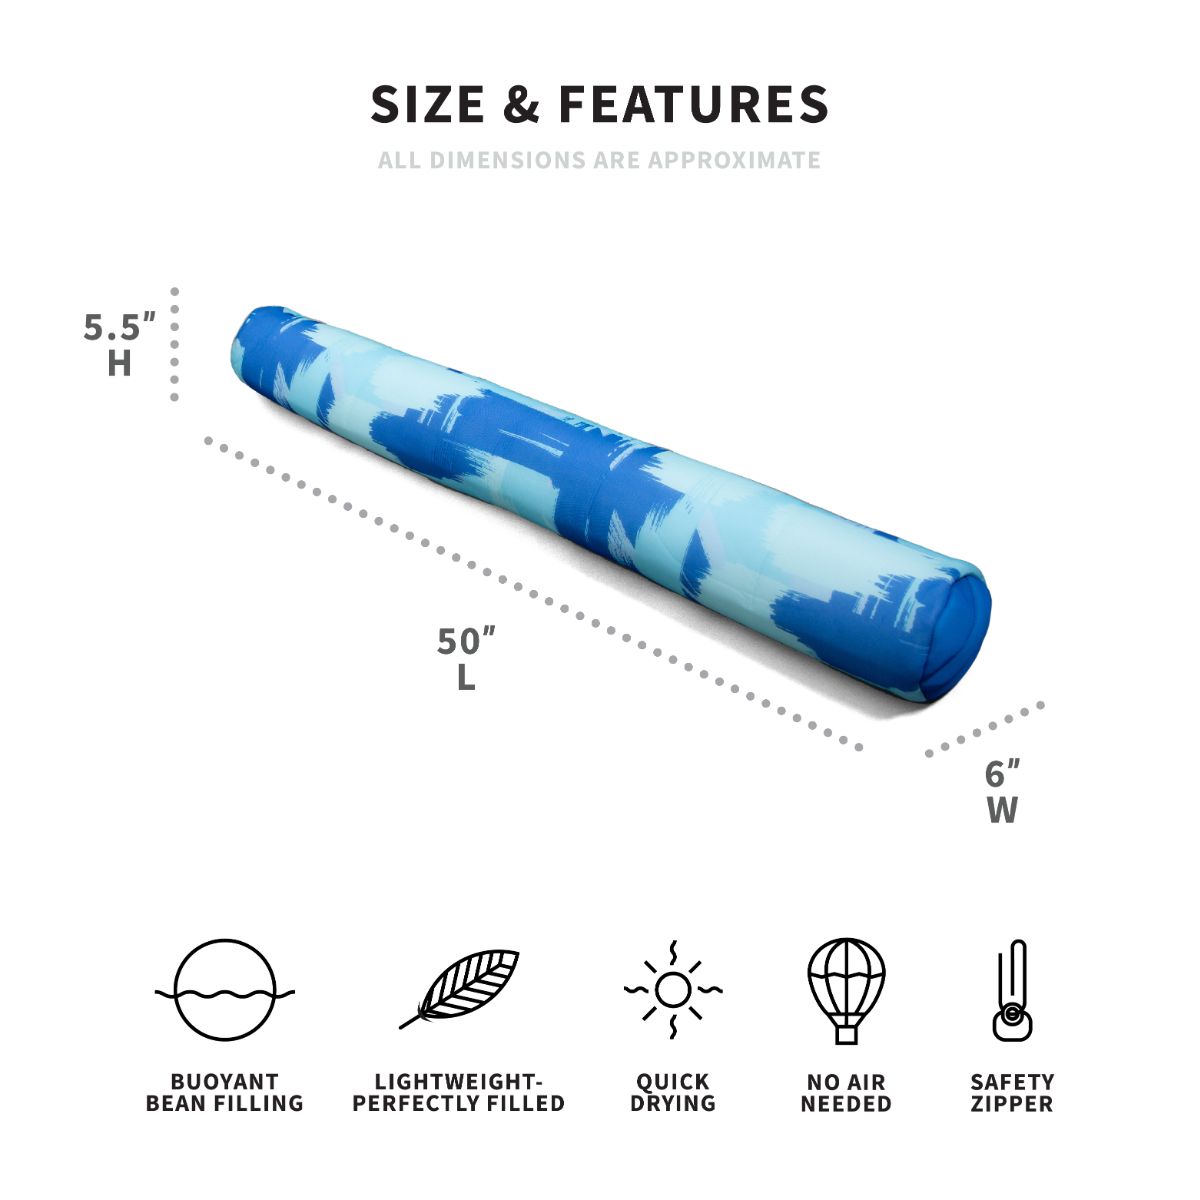 SIZE & FEATURES
ALL DIMENSIONS ARE APPROXIMATE
5.5"
H
50"
L
6"
W
BUOYANT
BEAN FILLING
LIGHTWEIGHT-
PERFECTLY FILLED
QUICK
DRYING
NO AIR
NEEDED
SAFETY
ZIPPER